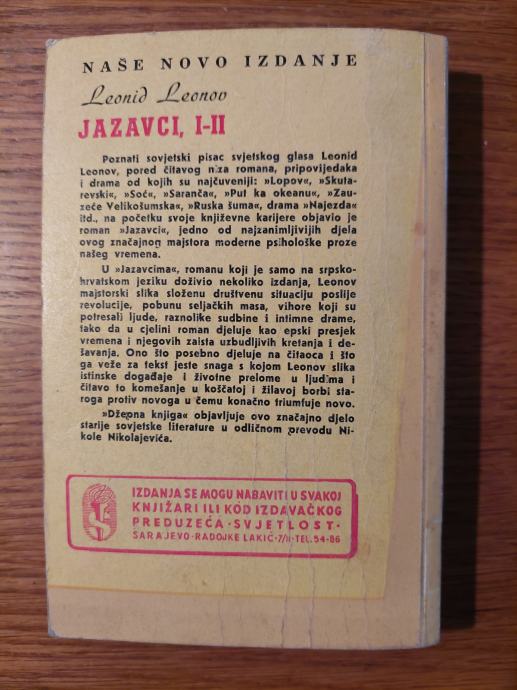 NAŠE NOVO IZDANJE
Leonid Leonov
JAZAVCI, I-II
Poznati sovjetski pisac svjetskog glasa Leonid
Leonov, pored čitavog niza romana, pripovijedaka
i drama od kojih su najčuveniji: »Lopov«, »Skuta-
revski«, »Soć«, »Saranča«, »Put ka okeanu«, »Zau-
zeće Velikošumska«, »Ruska šuma«, drama »Najezda«
itd., na početku svoje književne karijere objavio je
roman »Jazavci«, jedno od najzanimljivijih djela
ovog značajnog majstora moderne psihološke proze
našeg vremena.
U »Jazavcima«, romanu koji je samo na srpsko-
hrvatskom jeziku doživio nekoliko izdanja, Leonov
majstorski slika složenu društvenu situaciju poslije
revolucije, pobunu seljačkih masa, vihore koji su
potresali ljude, raznolike sudbine i intimne drame,
tako da u cjelini roman djeluje kao epski presjek
vremena i njegovih zaista uzbudljivih kretanja i de-
šavanja. Ono što posebno djeluje na čitaoca i što
ga veže za tekst jeste snaga s kojom Leonov slika
istinske događaje i životne prelome u ljudima i
čitavo to komešanje u košćatoj i žilavoj borbi sta-
roga protiv novoga u čemu konačno triumfuje novo.
»Džepna knjiga« objavljuje ovo značajno djelo
starije sovjetske literature u odličnom prevodu Ni-
kole Nikolajevića.
IZDANJA SE MOGU NABAVITI U SVAKOJ
KNJIŽARI ILI KOD IZDAVAČKOG
PREDUZEĆA·SVJETLOST·
SARAJEVO·RADOJKE LAKIĆ·7/II·TEL.54-86